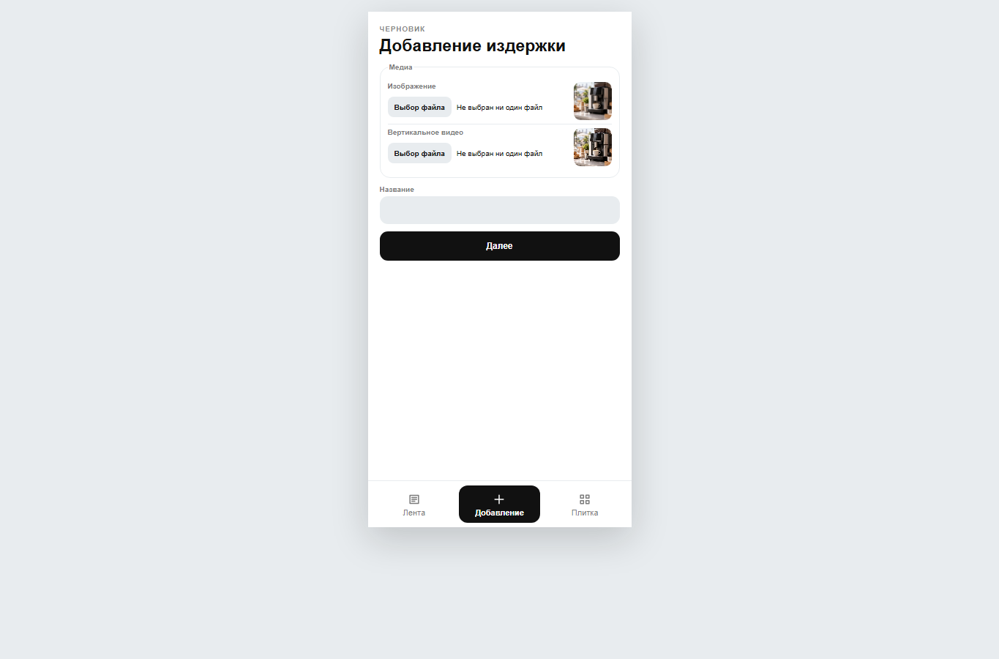 ЧЕРНОВИК
Добавление издержки
Медиа
Изображение
Выбор файла Не выбран ни один файл
Вертикальное видео
Выбор файла Не выбран ни один файл
Название
Далее
Лента Добавление Плитка